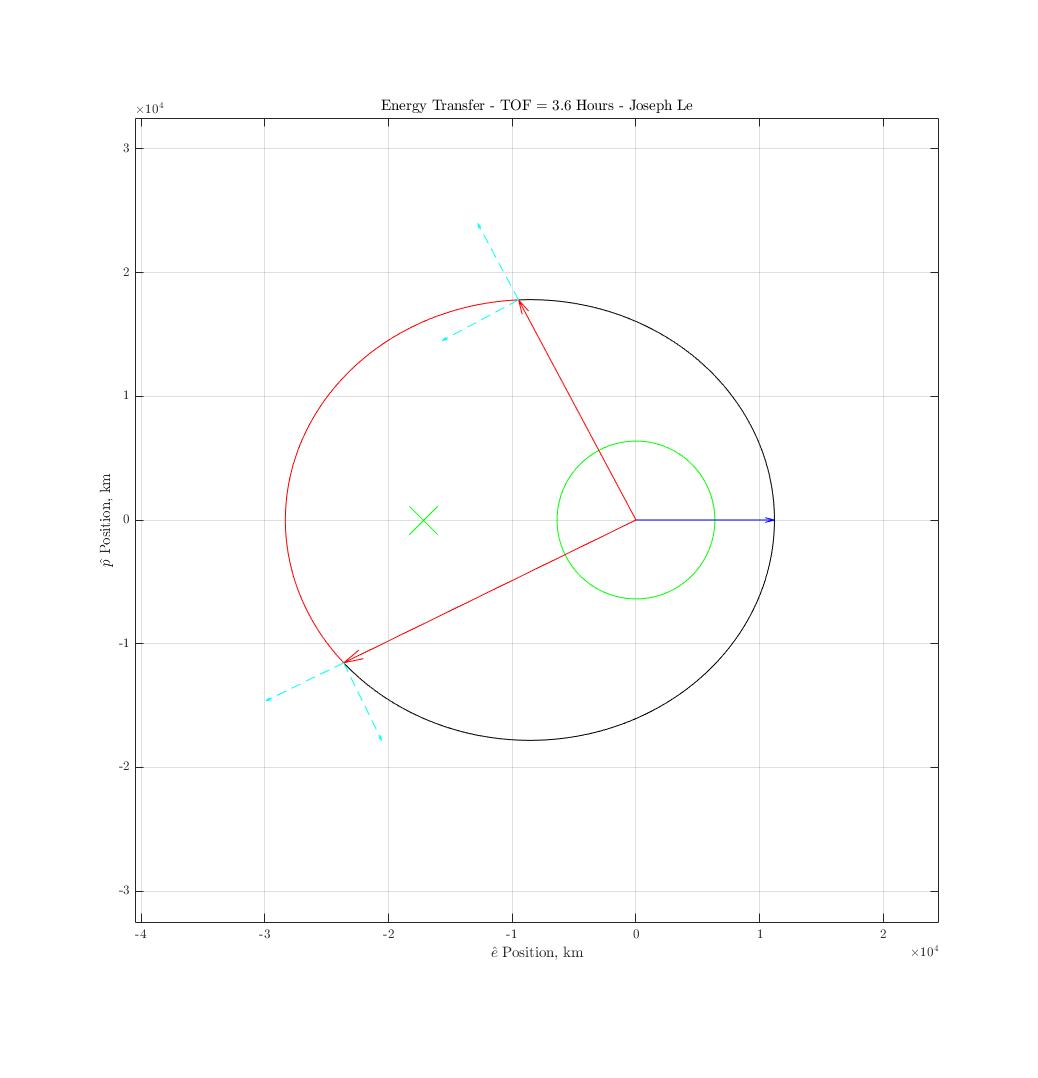 Energy Transfer - TOF = 3.6 Hours - Joseph Le
×10⁴
3
2
1
0
-1
-2
-3
p̂ Position, km
-4 -3 -2 -1 0 1 2
ê Position, km
×10⁴